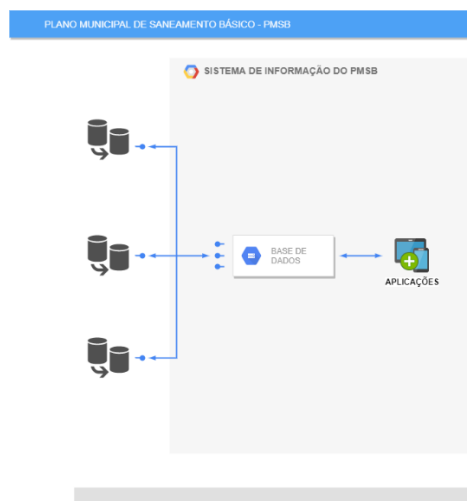 PLANO MUNICIPAL DE SANEAMENTO BÁSICO - PMSB
SISTEMA DE INFORMAÇÃO DO PMSB
BASE DE
DADOS
APLICAÇÕES